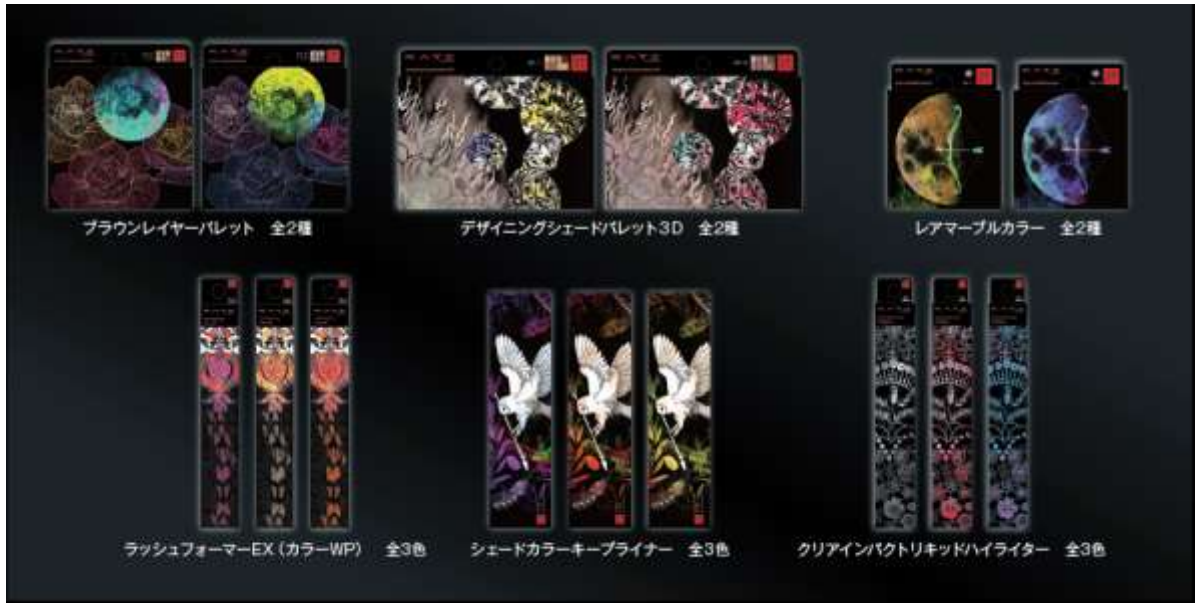 ブラウンレイヤーパレット　全2種
デザイニングシェードパレット3D　全2種
レアマーブルカラー　全2種
ラッシュフォーマーEX（カラーWP）　全3色
シェードカラーキープライナー　全3色
クリアインパクトリキッドハイライター　全3色